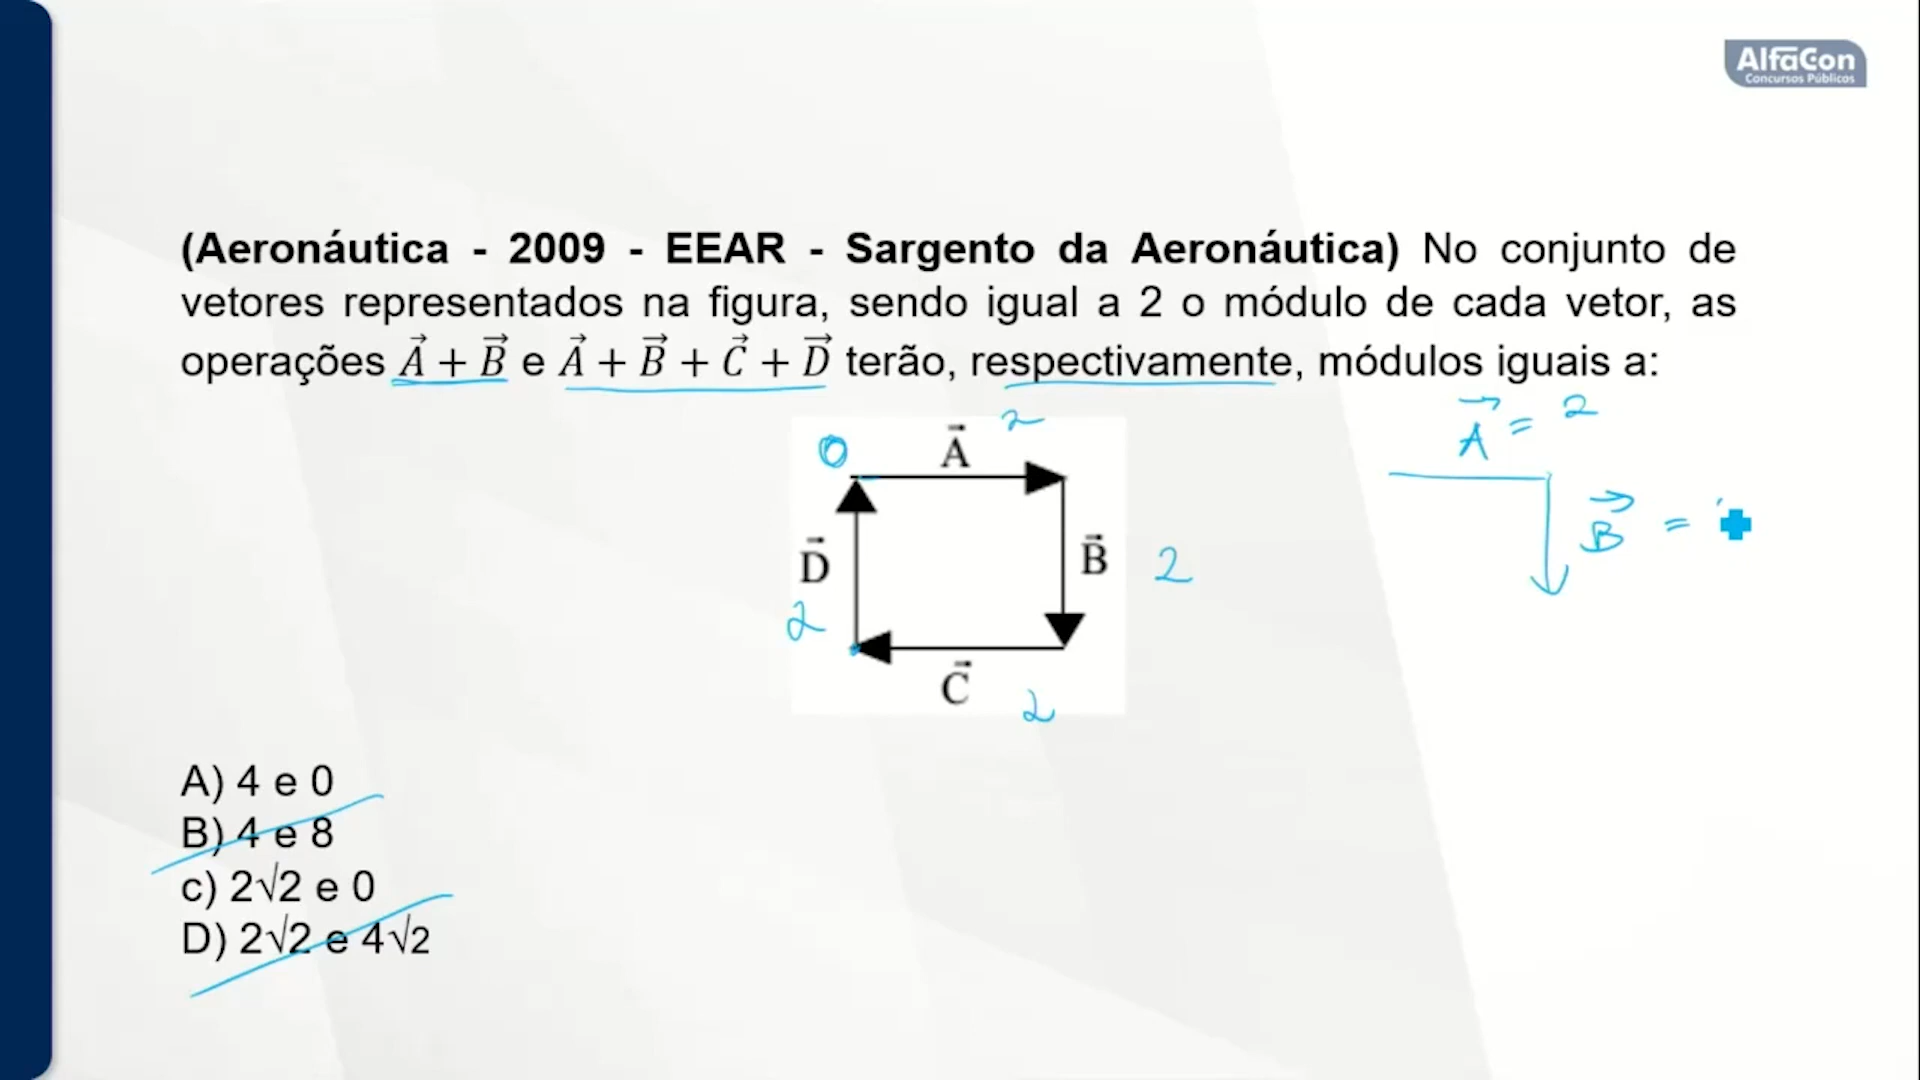 AlfaCon
Concursos Públicos
(Aeronáutica - 2009 - EEAR - Sargento da Aeronáutica) No conjunto de
vetores representados na figura, sendo igual a 2 o módulo de cada vetor, as
operações A⃗ + B⃗ e A⃗ + B⃗ + C⃗ + D⃗ terão, respectivamente, módulos iguais a:
A⃗ = 2
0 A⃗ 2
B⃗ =
D⃗ B⃗ 2
2
C⃗ 2
A) 4 e 0
B) 4 e 8
c) 2√2 e 0
D) 2√2 e 4√2